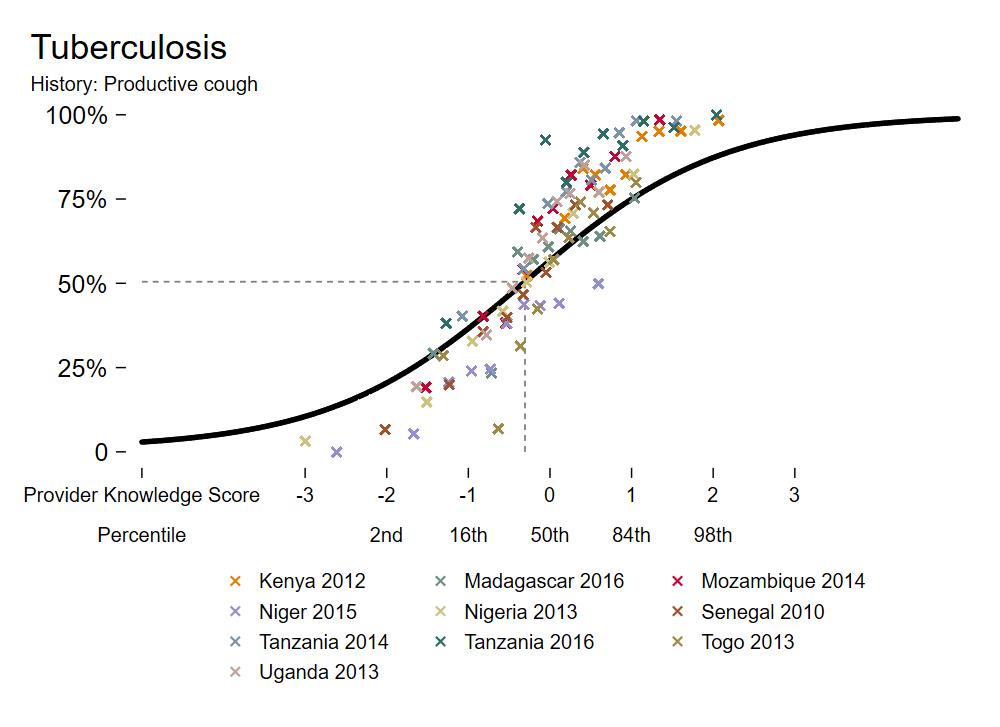 Tuberculosis
History: Productive cough
100%
75%
50%
25%
0
Provider Knowledge Score -3 -2 -1 0 1 2 3
Percentile 2nd 16th 50th 84th 98th
Kenya 2012 Madagascar 2016 Mozambique 2014
Niger 2015 Nigeria 2013 Senegal 2010
Tanzania 2014 Tanzania 2016 Togo 2013
Uganda 2013